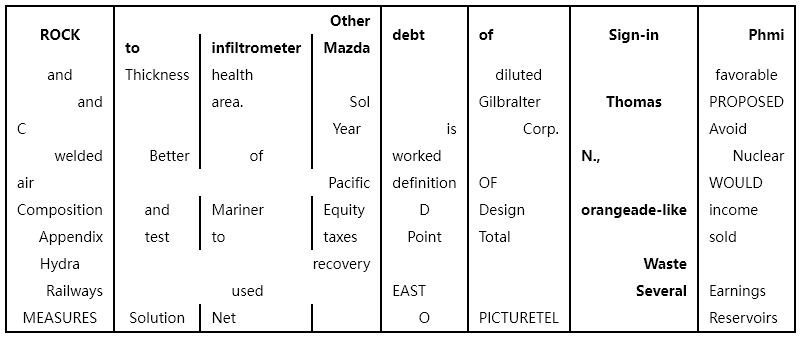 Other
ROCK to infiltrometer Mazda debt of Sign-in Phmi
and Thickness health diluted favorable
and area. Sol Gilbralter Thomas PROPOSED
C Year is Corp. Avoid
welded Better of worked N., Nuclear
air Pacific definition OF WOULD
Composition and Mariner Equity D Design orangeade-like income
Appendix test to taxes Point Total sold
Hydra recovery Waste
Railways used EAST Several Earnings
MEASURES Solution Net O PICTURETEL Reservoirs